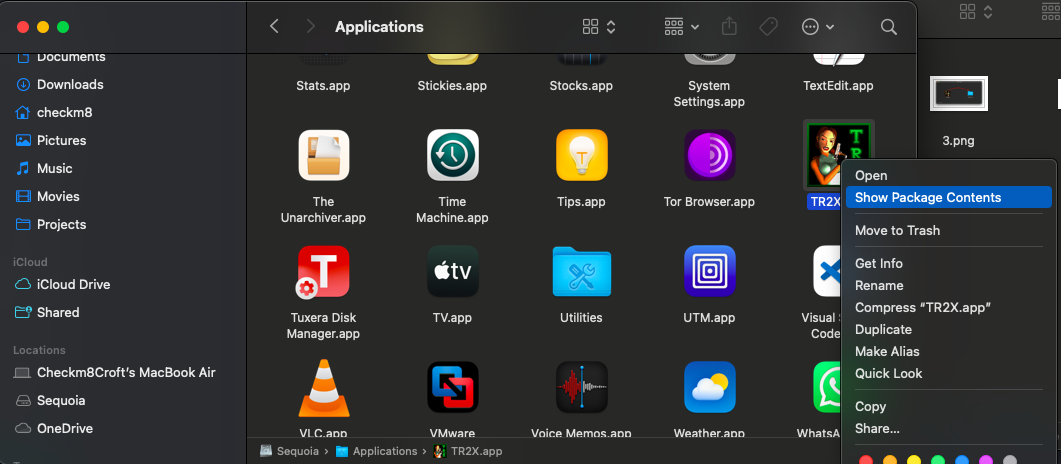 Applications
Documents
Downloads
checkm8
Pictures
Music
Movies
Projects
iCloud
iCloud Drive
Shared
Locations
Checkm8Croft's MacBook Air
Sequoia
OneDrive
Stats.app
Stickies.app
Stocks.app
System
Settings.app
TextEdit.app
The
Unarchiver.app
Time
Machine.app
Tips.app
Tor Browser.app
TR
TR2X
T
Tuxera Disk
Manager.app
tv
TV.app
Utilities
UTM.app
Visual
Code
VLC.app
VMware
Voice Memos.app
Weather.app
WhatsA
Sequoia › Applications › TR2X.app
3.png
Open
Show Package Contents
Move to Trash
Get Info
Rename
Compress “TR2X.app”
Duplicate
Make Alias
Quick Look
Copy
Share...